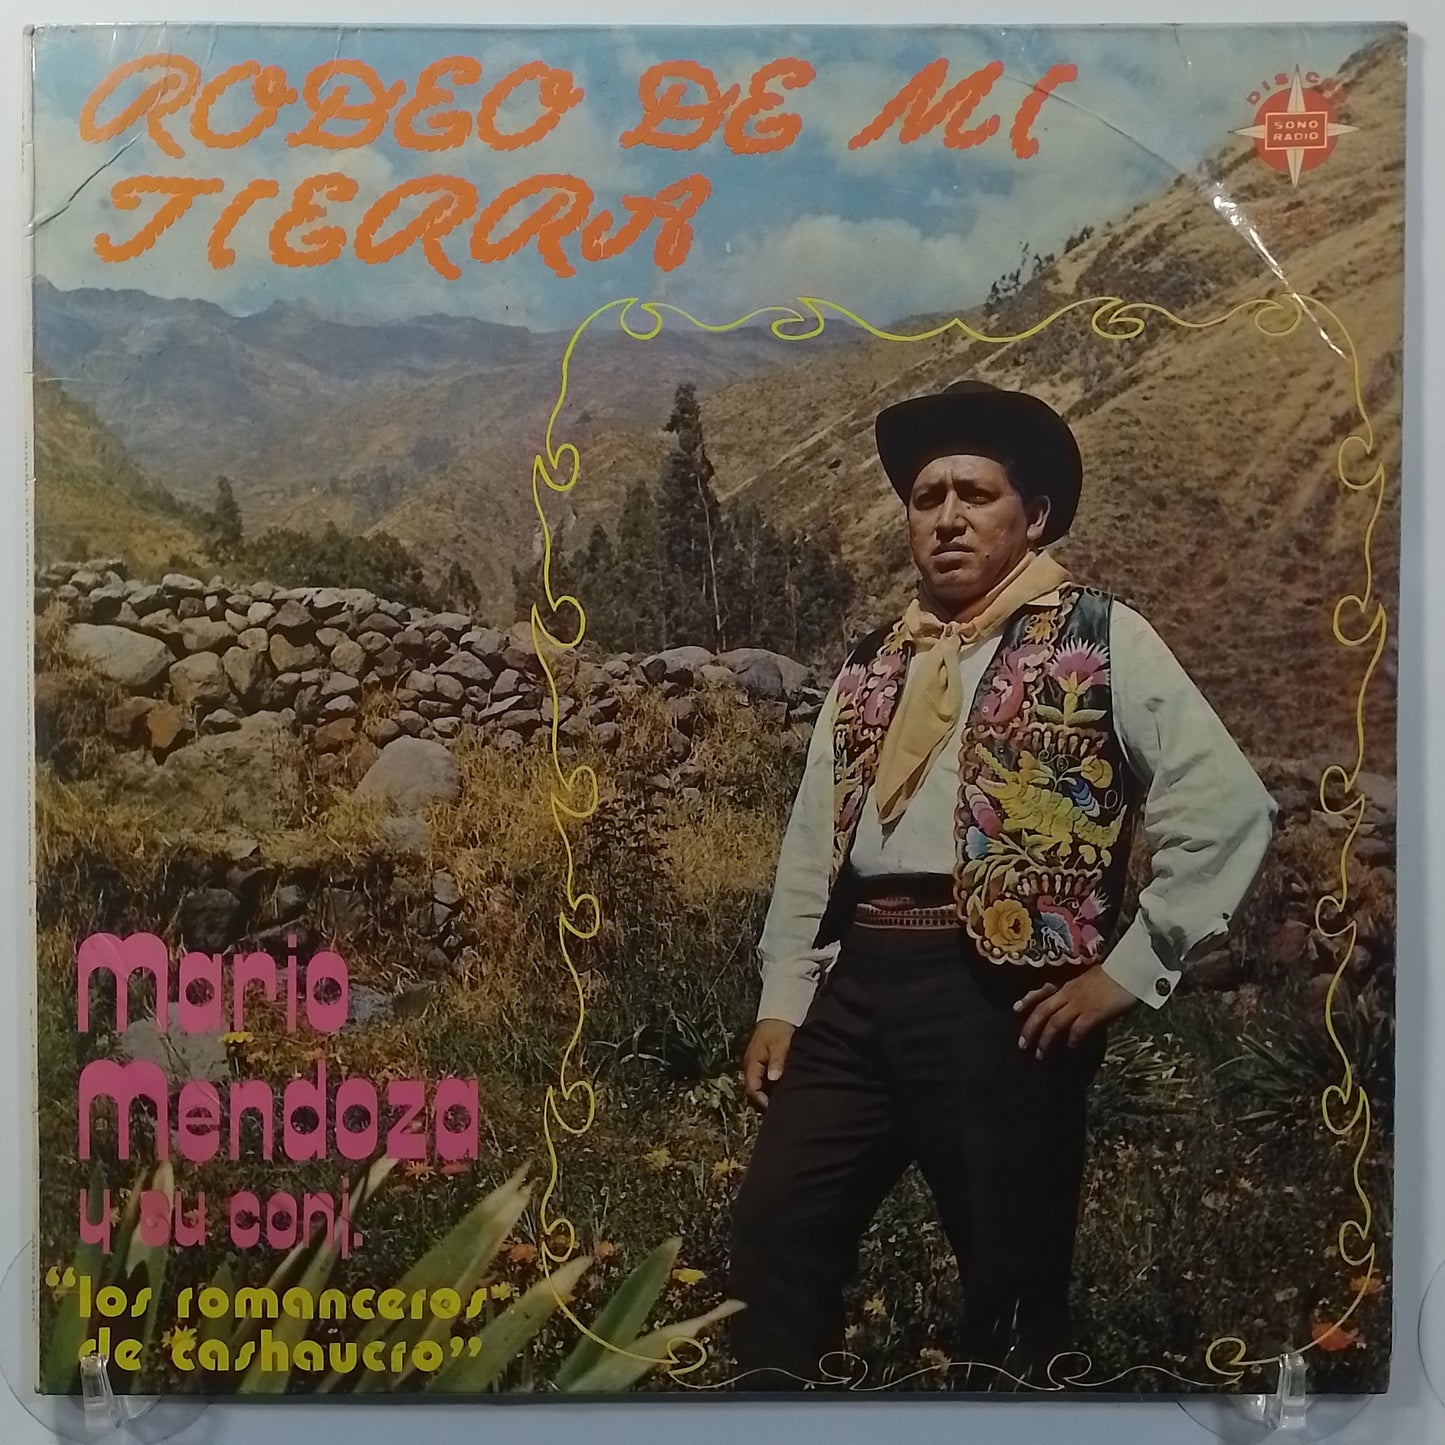 RODEO DE MI
TIERRA
DISCOS
SONO
RADIO
Mario
Mendoza
y su conj.
"los romanceros
de cashaucro"